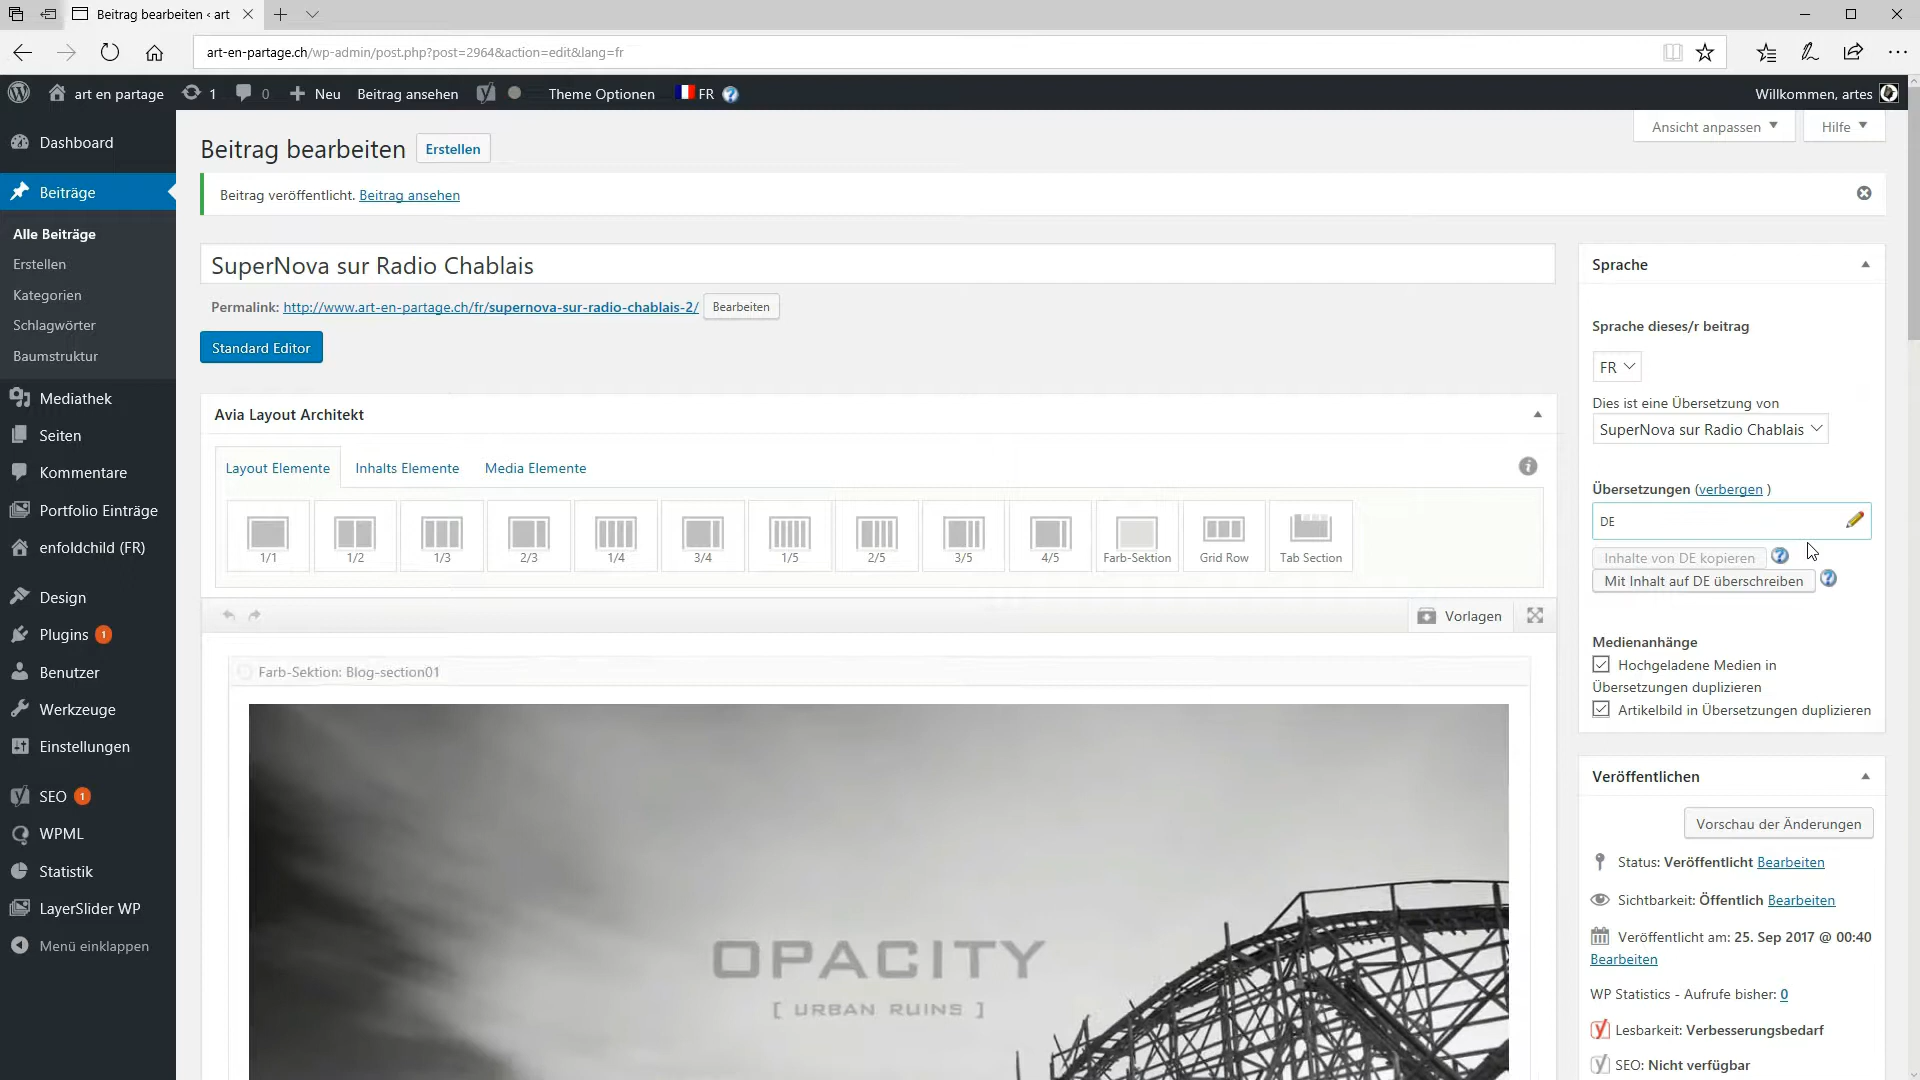 Beitrag bearbeiten ‹ art
art-en-partage.ch/wp-admin/post.php?post=2964&action=edit&lang=fr
art en partage
1
0
Neu
Beitrag ansehen
Theme Optionen
FR
Willkommen, artes
Dashboard
Beiträge
Alle Beiträge
Erstellen
Kategorien
Schlagwörter
Baumstruktur
Mediathek
Seiten
Kommentare
Portfolio Einträge
enfoldchild (FR)
Design
Plugins 1
Benutzer
Werkzeuge
Einstellungen
SEO 1
WPML
Statistik
LayerSlider WP
Menü einklappen
Ansicht anpassen
Hilfe
Beitrag bearbeiten
Erstellen
Beitrag veröffentlicht. Beitrag ansehen
SuperNova sur Radio Chablais
Permalink: http://www.art-en-partage.ch/fr/supernova-sur-radio-chablais-2/ Bearbeiten
Standard Editor
Avia Layout Architekt
Layout Elemente
Inhalts Elemente
Media Elemente
1/1
1/2
1/3
2/3
1/4
3/4
1/5
2/5
3/5
4/5
Farb-Sektion
Grid Row
Tab Section
Vorlagen
Farb-Sektion: Blog-section01
OPACITY
[ URBAN RUINS ]
Sprache
Sprache dieses/r beitrag
FR
Dies ist eine Übersetzung von
SuperNova sur Radio Chablais
Übersetzungen (verbergen )
DE
Inhalte von DE kopieren
Mit Inhalt auf DE überschreiben
Medienanhänge
Hochgeladene Medien in
Übersetzungen duplizieren
Artikelbild in Übersetzungen duplizieren
Veröffentlichen
Vorschau der Änderungen
Status: Veröffentlicht Bearbeiten
Sichtbarkeit: Öffentlich Bearbeiten
Veröffentlicht am: 25. Sep 2017 @ 00:40
Bearbeiten
WP Statistics - Aufrufe bisher: 0
Lesbarkeit: Verbesserungsbedarf
SEO: Nicht verfügbar